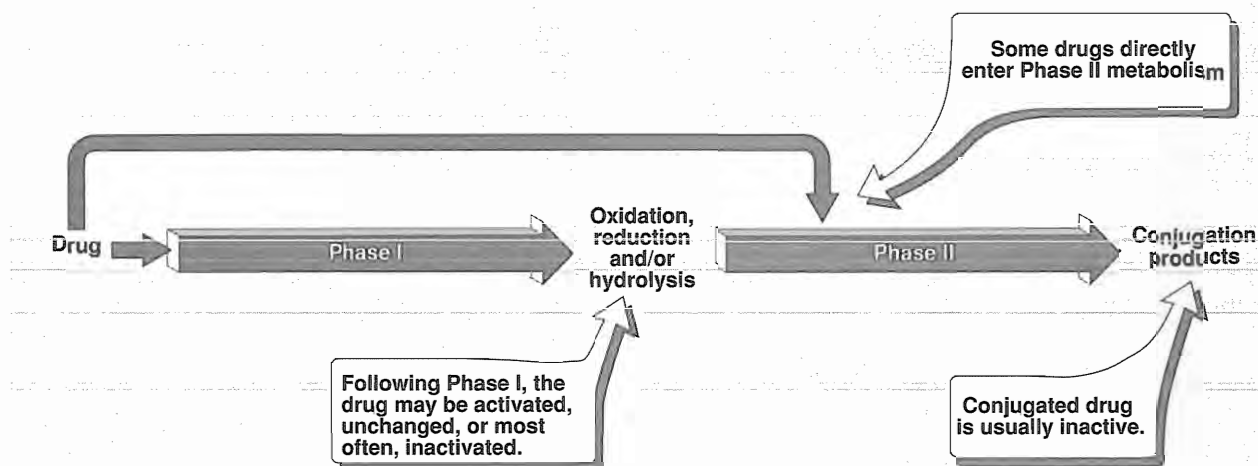 Some drugs directly
enter Phase II metabolism
Drug
Phase I
Oxidation,
reduction
and/or
hydrolysis
Phase II
Conjugation
products
Following Phase I, the
drug may be activated,
unchanged, or most
often, inactivated.
Conjugated drug
is usually inactive.